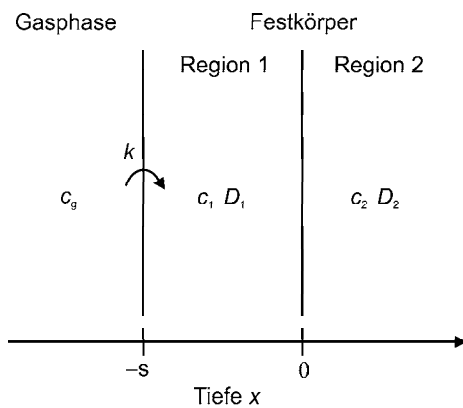 Gasphase Festkörper
Region 1 Region 2
k
c_g c_1 D_1 c_2 D_2
–s 0
Tiefe x